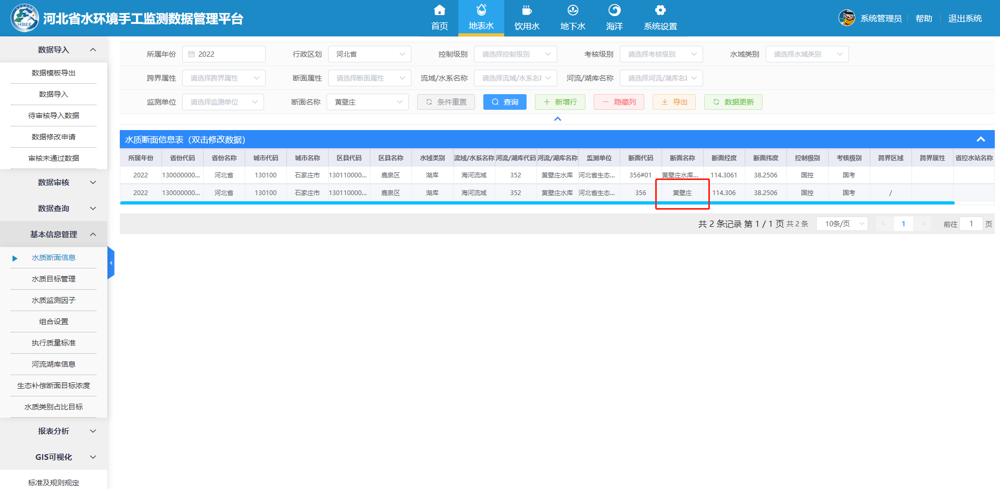 HBEE
河北省水环境手工监测数据管理平台
首页
地表水
饮用水
地下水
海洋
系统设置
系统管理员
帮助
退出系统
数据导入
数据模板导出
数据导入
待审核导入数据
数据修改申请
审核未通过数据
数据审核
数据查询
基本信息管理
水质断面信息
水质目标管理
水质监测因子
组合设置
执行质量标准
河流湖库信息
生态补偿断面目标浓度
水质类别占比目标
报表分析
GIS可视化
标准及规则规定
所属年份 2022 行政区划 河北省 控制级别 请选择控制级别 考核级别 请选择考核级别 水域类别 请选择水域类别
跨界属性 请选择跨界属性 断面属性 请选择断面属性 流域/水系名称 请选择流域/水系名 河流/湖库名称 请选择河流/湖库名
监测单位 请选择监测单位 断面名称 黄壁庄 条件重置 查询 新增行 隐藏列 导出 数据更新
水质断面信息表（双击修改数据）
所属年份 省份代码 省份名称 城市代码 城市名称 区县代码 区县名称 水域类别 流域/水系名称 河流/湖库代码 河流/湖库名称 监测单位 断面代码 断面名称 断面经度 断面纬度 控制级别 考核级别 跨界区域 跨界属性 省控水站名称
2022 130000000... 河北省 130100 石家庄市 130110000... 鹿泉区 湖库 海河流域 352 黄壁庄水库 河北省生态... 356#01 黄壁庄水库... 114.3061 38.2506 国控 国考
2022 130000000... 河北省 130100 石家庄市 130110000... 鹿泉区 湖库 海河流域 352 黄壁庄水库 河北省生态... 356 黄壁庄 114.306 38.2506 国控 国考 /
共 2 条记录 第 1 / 1 页 共 2 条 10条/页 1 前往 1 页